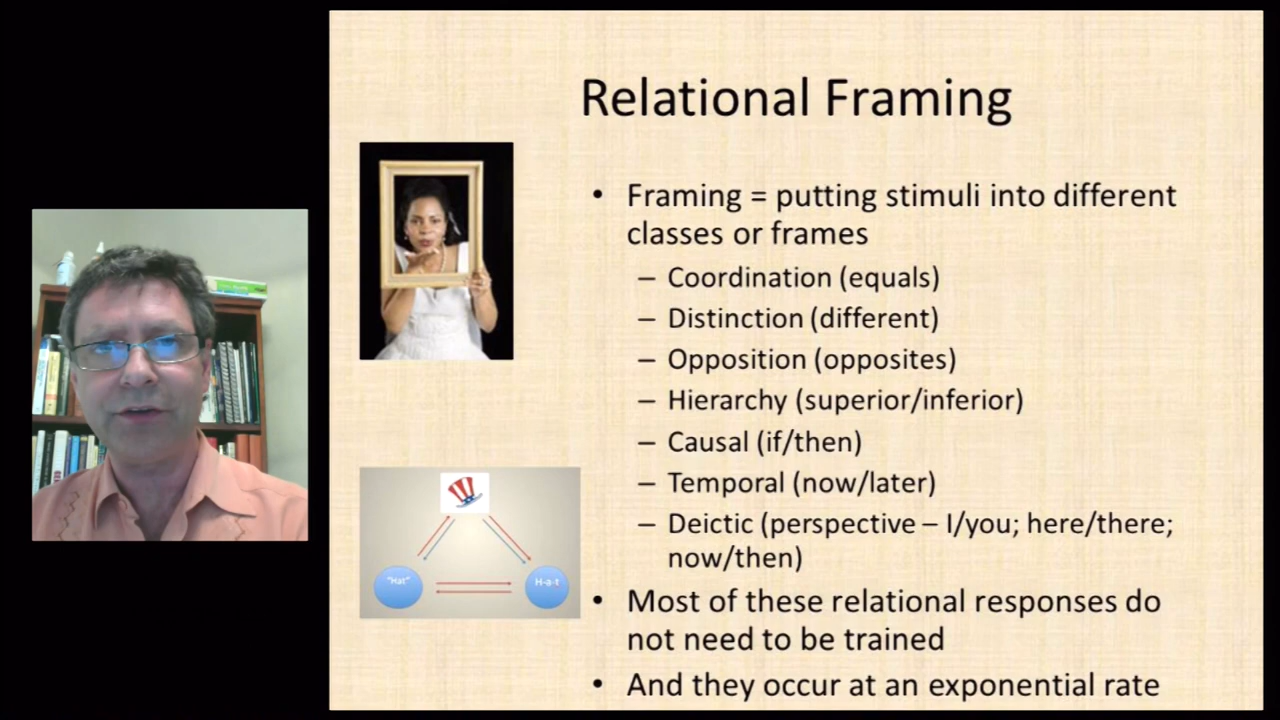 Relational Framing
• Framing = putting stimuli into different
classes or frames
– Coordination (equals)
– Distinction (different)
– Opposition (opposites)
– Hierarchy (superior/inferior)
– Causal (if/then)
– Temporal (now/later)
– Deictic (perspective – I/you; here/there;
now/then)
"Hat"
H-a-t
• Most of these relational responses do
not need to be trained
• And they occur at an exponential rate